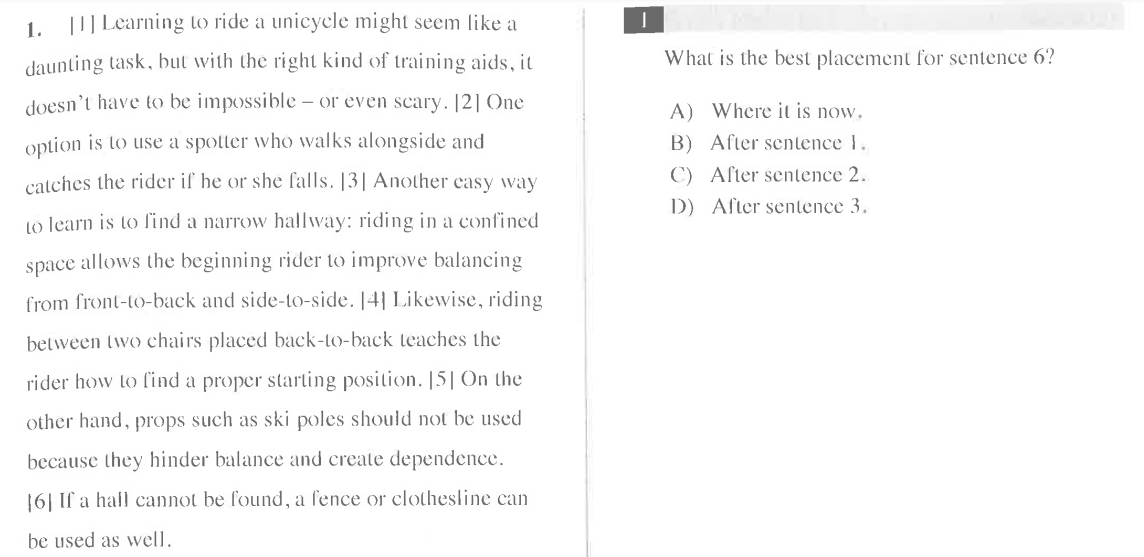 1. [1] Learning to ride a unicycle might seem like a
daunting task, but with the right kind of training aids, it
doesn't have to be impossible – or even scary. [2] One
option is to use a spotter who walks alongside and
catches the rider if he or she falls. [3] Another easy way
to learn is to find a narrow hallway: riding in a confined
space allows the beginning rider to improve balancing
from front-to-back and side-to-side. [4] Likewise, riding
between two chairs placed back-to-back teaches the
rider how to find a proper starting position. [5] On the
other hand, props such as ski poles should not be used
because they hinder balance and create dependence.
[6] If a hall cannot be found, a fence or clothesline can
be used as well.
1
What is the best placement for sentence 6?
A) Where it is now.
B) After sentence 1.
C) After sentence 2.
D) After sentence 3.